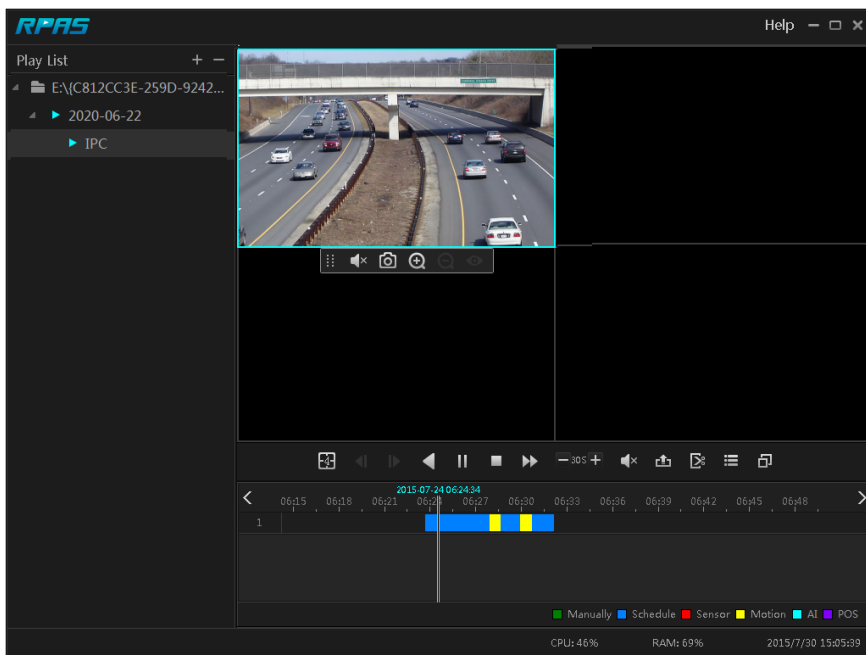 RPAS
Help
Play List
E:\{C812CC3E-259D-9242...
2020-06-22
IPC
4
30S
2015-07-24 06:24:34
06:15 06:18 06:21 06:24 06:27 06:30 06:33 06:36 06:39 06:42 06:45 06:48
1
Manually Schedule Sensor Motion AI POS
CPU: 46% RAM: 69% 2015/7/30 15:05:39